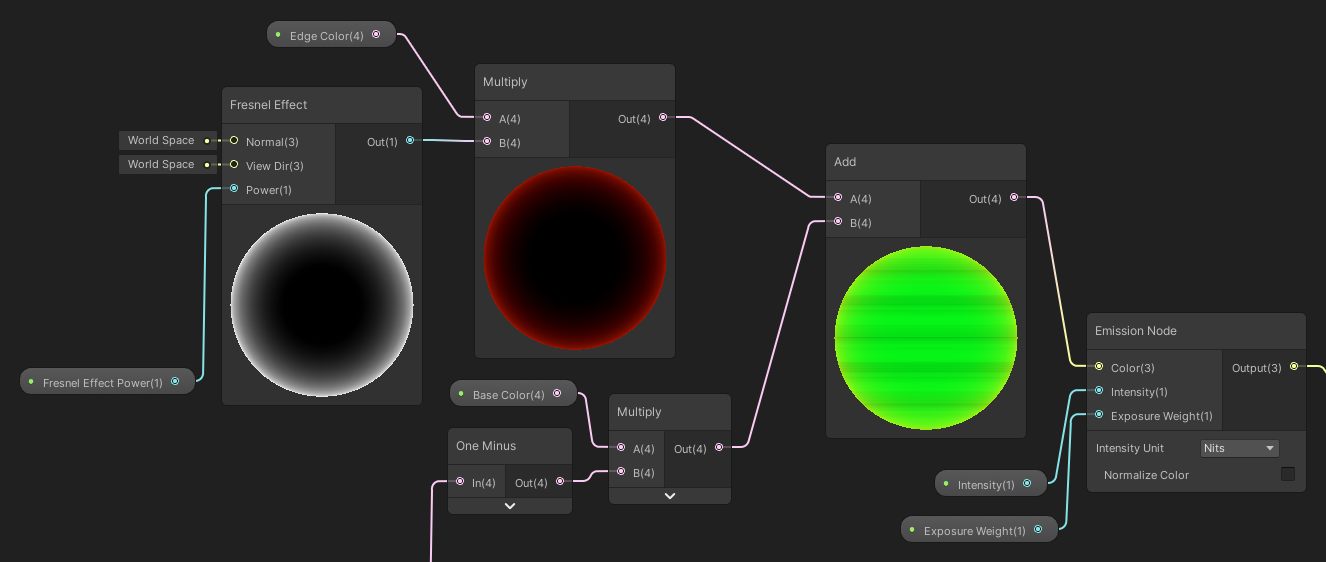 Edge Color(4)
Multiply
A(4)
Out(4)
B(4)
Fresnel Effect
World Space
Normal(3)
Out(1)
World Space
View Dir(3)
Power(1)
Add
A(4)
Out(4)
B(4)
Fresnel Effect Power(1)
Base Color(4)
Multiply
A(4)
Out(4)
B(4)
One Minus
In(4)
Out(4)
Emission Node
Color(3)
Output(3)
Intensity(1)
Exposure Weight(1)
Intensity Unit
Nits
Normalize Color
Intensity(1)
Exposure Weight(1)